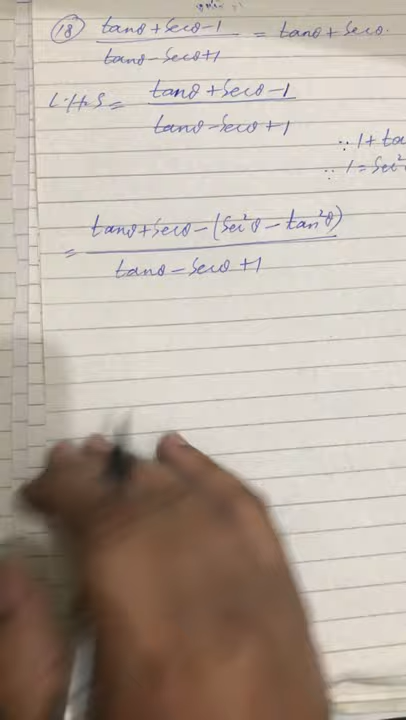 (18) tanθ + secθ - 1 / tanθ - secθ + 1 = tanθ + secθ.
L.H.S = tanθ + secθ - 1 / tanθ - secθ + 1
∵ 1 + ta
∵ 1 = sec²
= tanθ + secθ - (sec²θ - tan²θ) / tanθ - secθ + 1